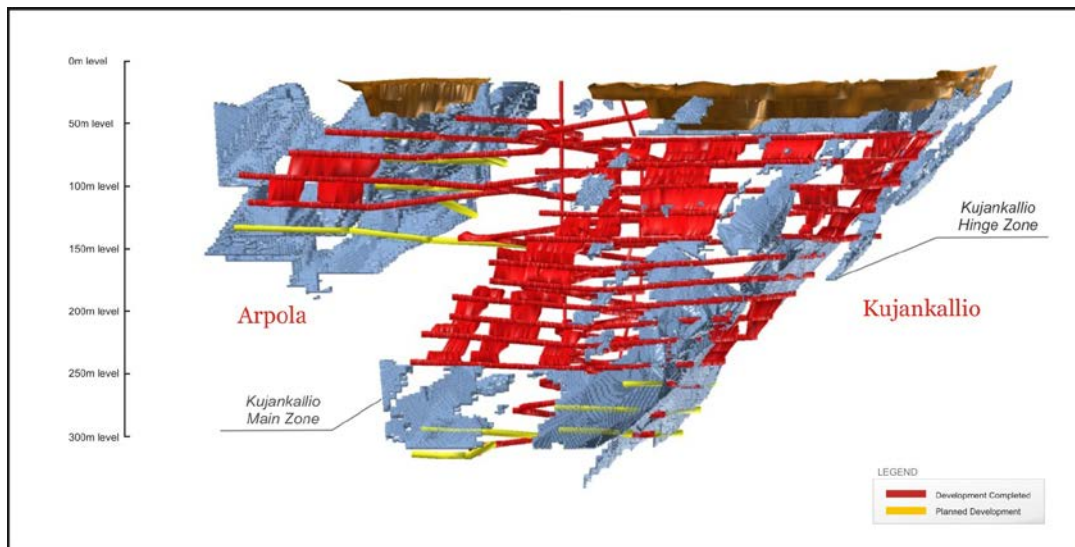 0m level
50m level
100m level
150m level
200m level
250m level
300m level
Kujankallio
Hinge Zone
Arpola
Kujankallio
Kujankallio
Main Zone
LEGEND
Development Completed
Planned Development